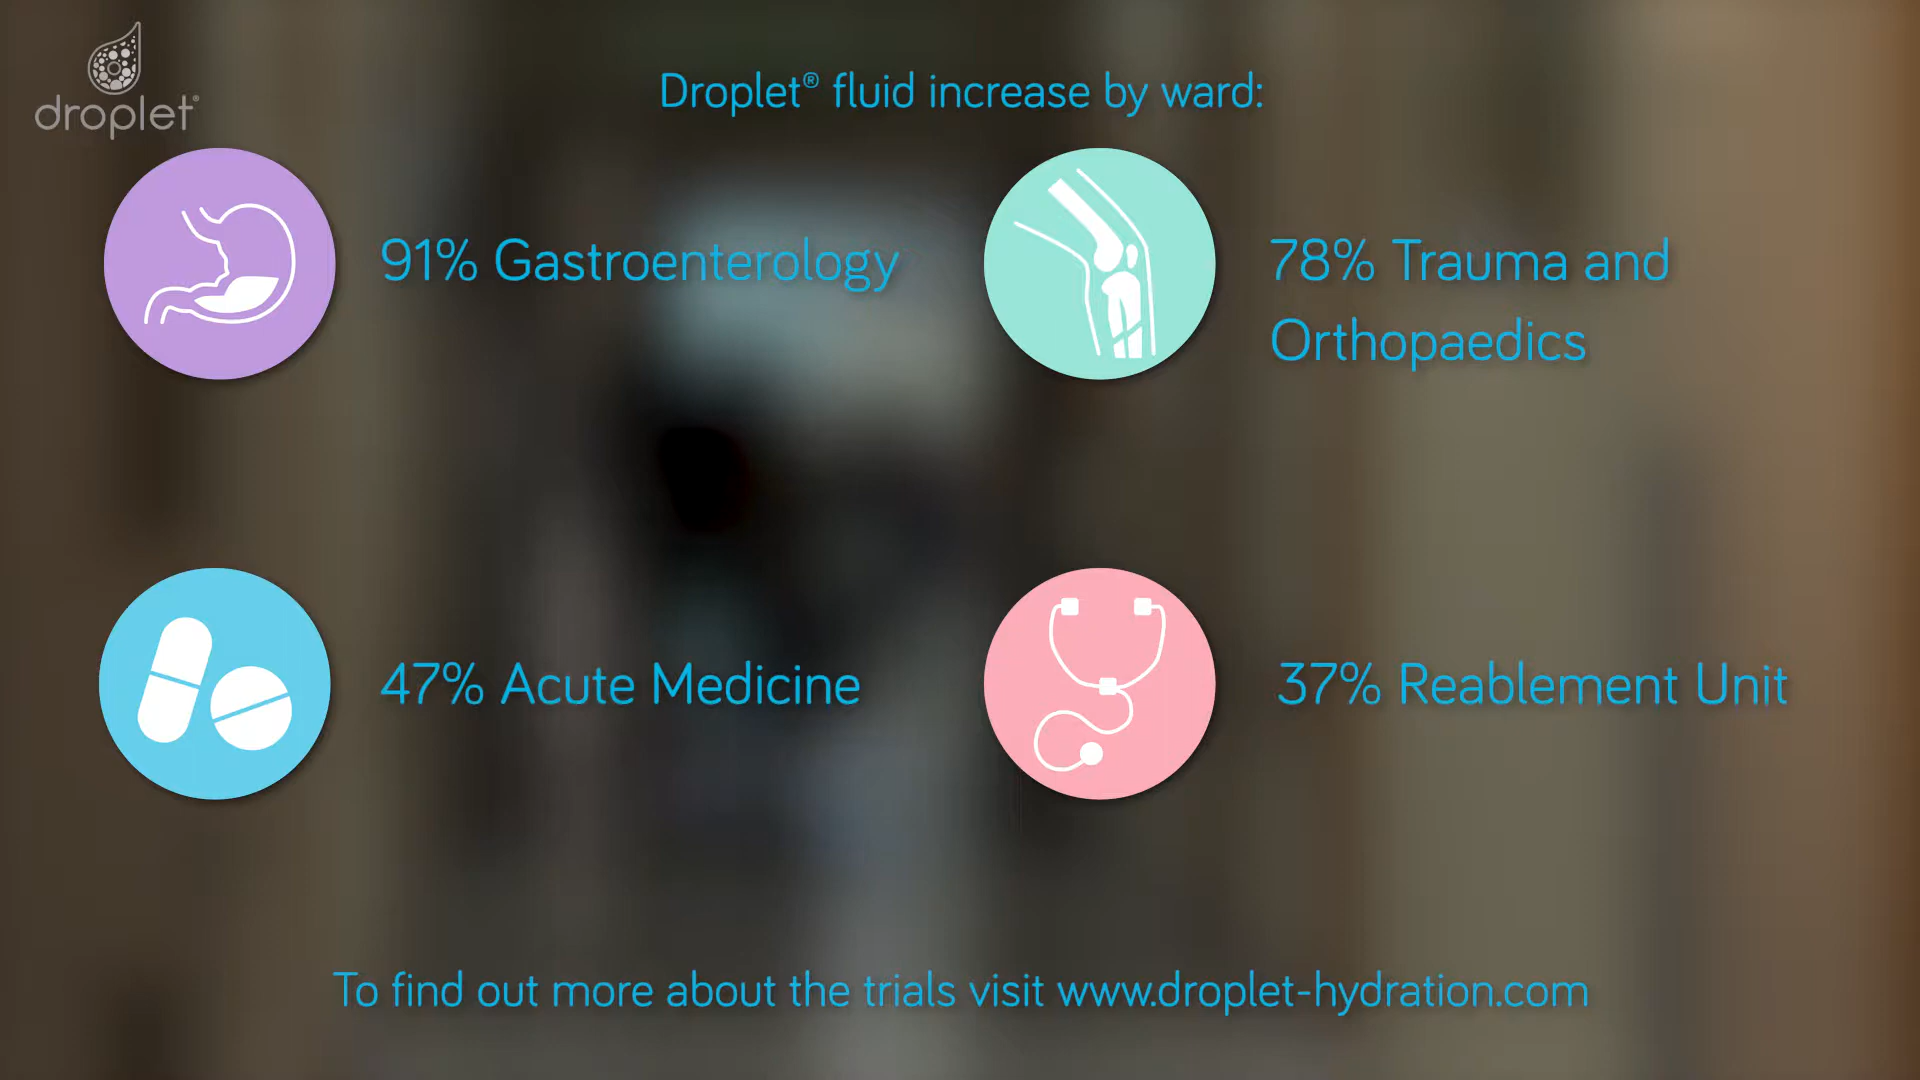 droplet®
Droplet® fluid increase by ward:
91% Gastroenterology
78% Trauma and
Orthopaedics
47% Acute Medicine
37% Reablement Unit
To find out more about the trials visit www.droplet-hydration.com